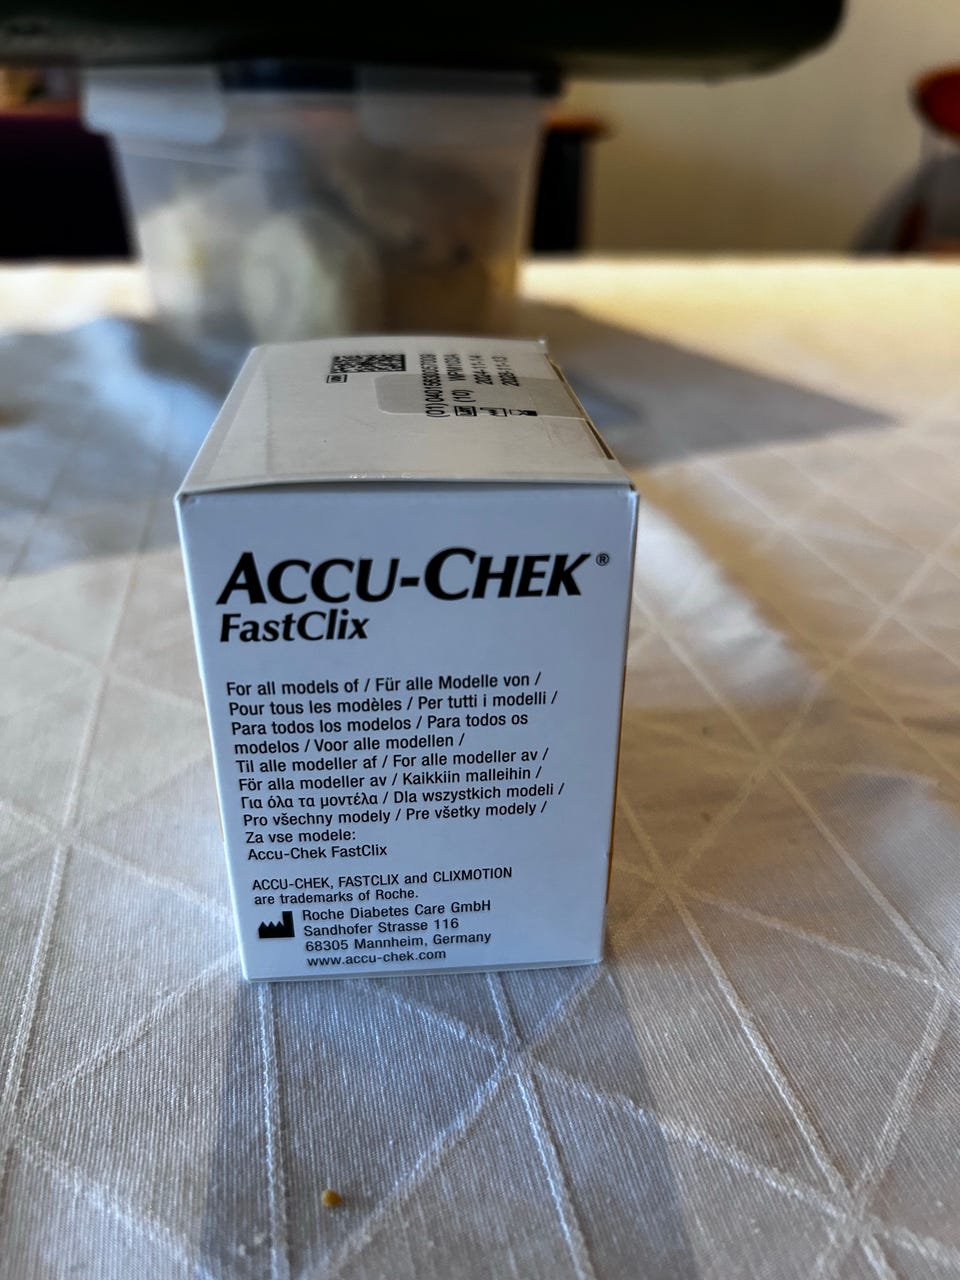 (10)
2024-11-14
ACCU-CHEK®
FastClix
For all models of / Für alle Modelle von /
Pour tous les modèles / Per tutti i modelli /
Para todos los modelos / Para todos os
modelos / Voor alle modellen /
Til alle modeller af / For alle modeller av /
För alla modeller av / Kaikkiin malleihin /
Για όλα τα μοντέλα / Dla wszystkich modeli /
Pro všechny modely / Pre všetky modely /
Za vse modele:
Accu-Chek FastClix
ACCU-CHEK, FASTCLIX and CLIXMOTION
are trademarks of Roche.
Roche Diabetes Care GmbH
Sandhofer Strasse 116
68305 Mannheim, Germany
www.accu-chek.com